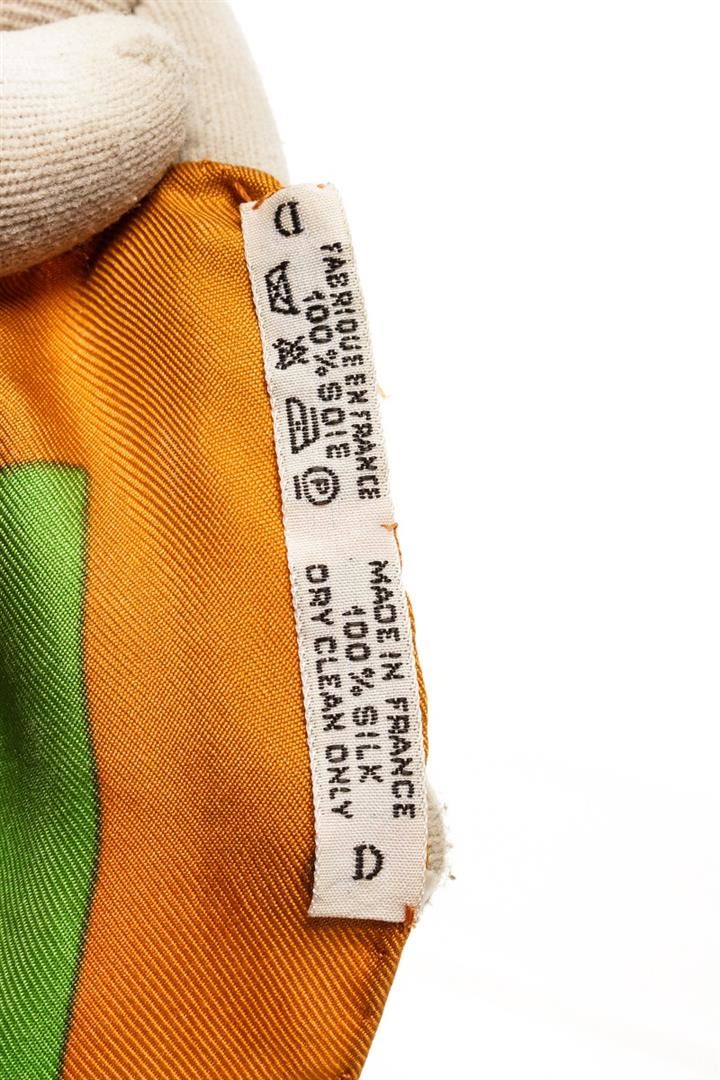 D
FABRIQUE EN FRANCE
100% SOIE
P
MADE IN FRANCE
100% SILK
DRY CLEAN ONLY
D